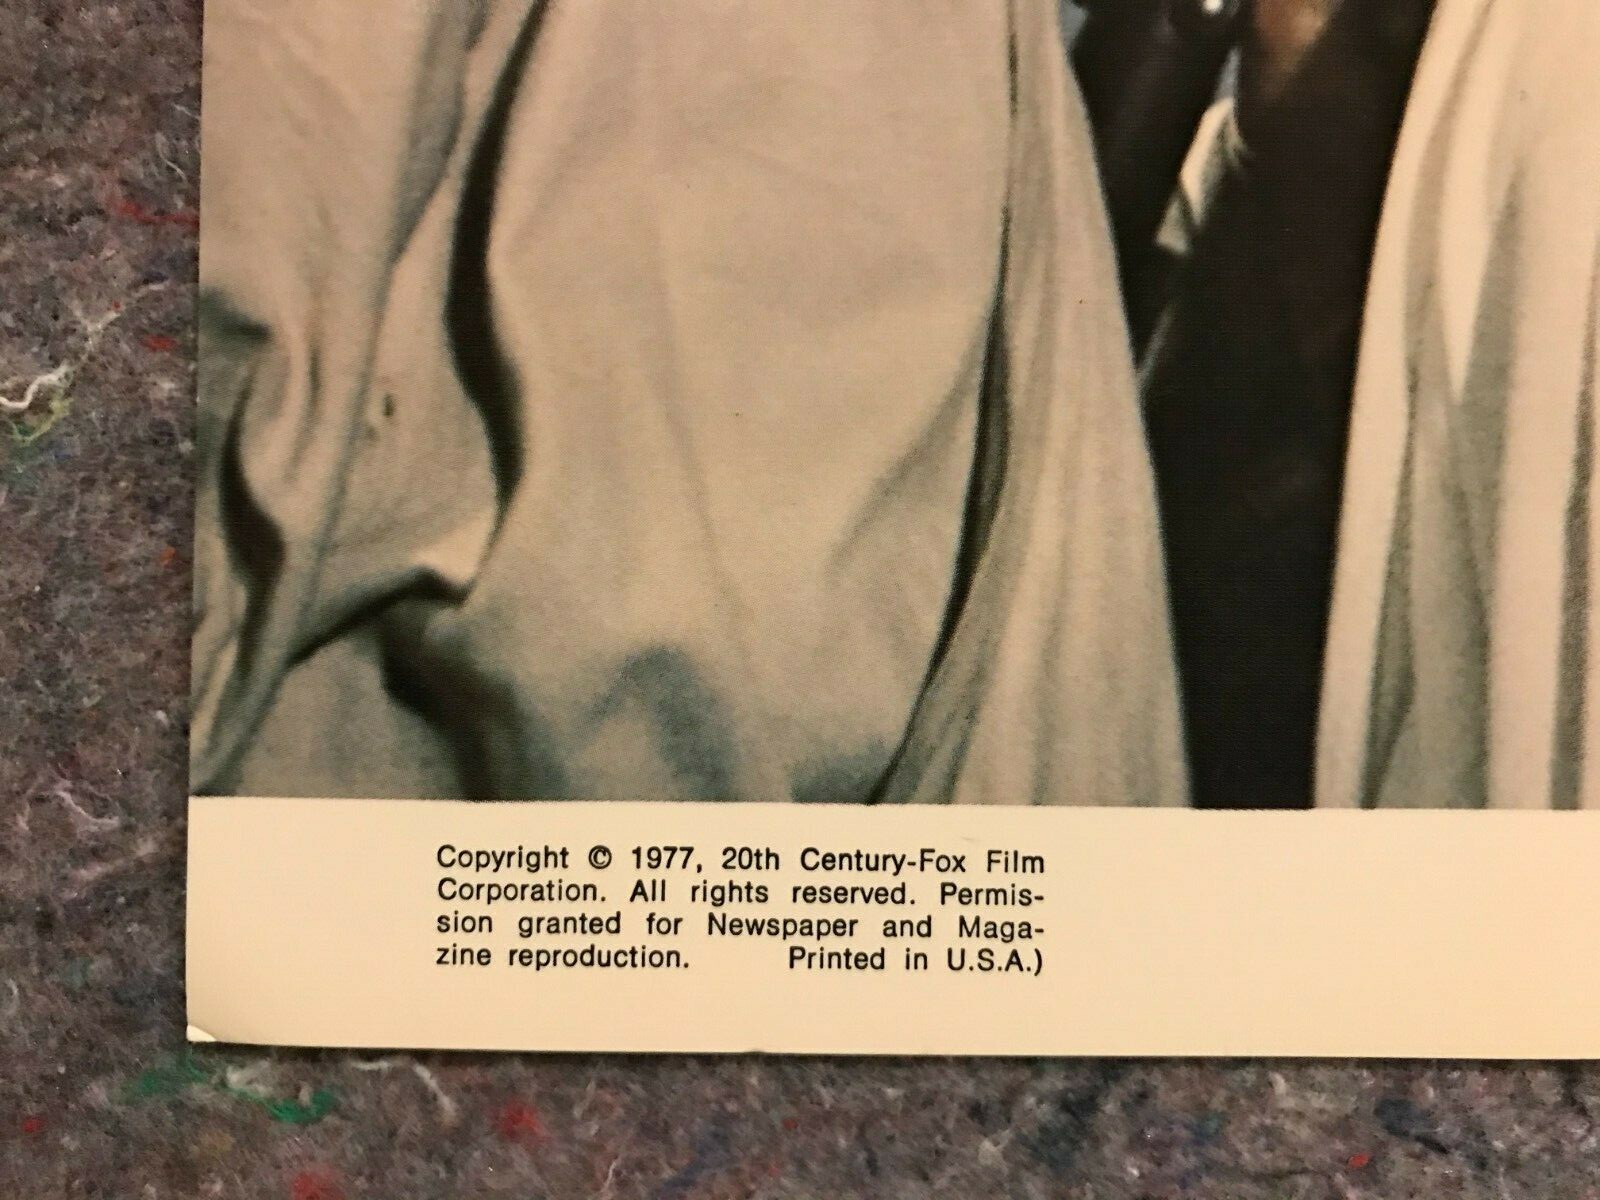 Copyright © 1977, 20th Century-Fox Film
Corporation. All rights reserved. Permis-
sion granted for Newspaper and Maga-
zine reproduction. Printed in U.S.A.)